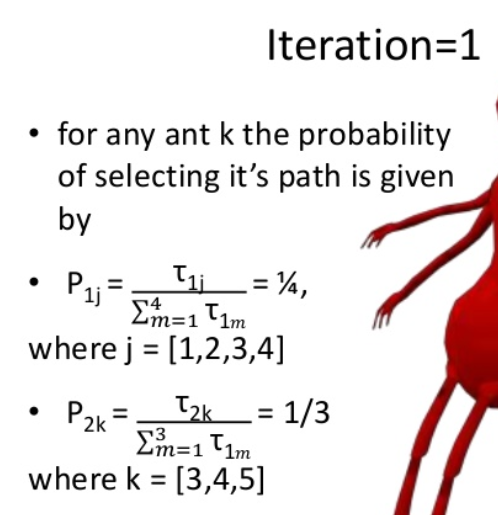 Iteration=1
• for any ant k the probability
of selecting it's path is given
by
• P₁ⱼ = τ₁ⱼ / Σ⁴ₘ₌₁ τ₁ₘ = ¼,
where j = [1,2,3,4]
• P₂ₖ = τ₂ₖ / Σ³ₘ₌₁ τ₁ₘ = 1/3
where k = [3,4,5]